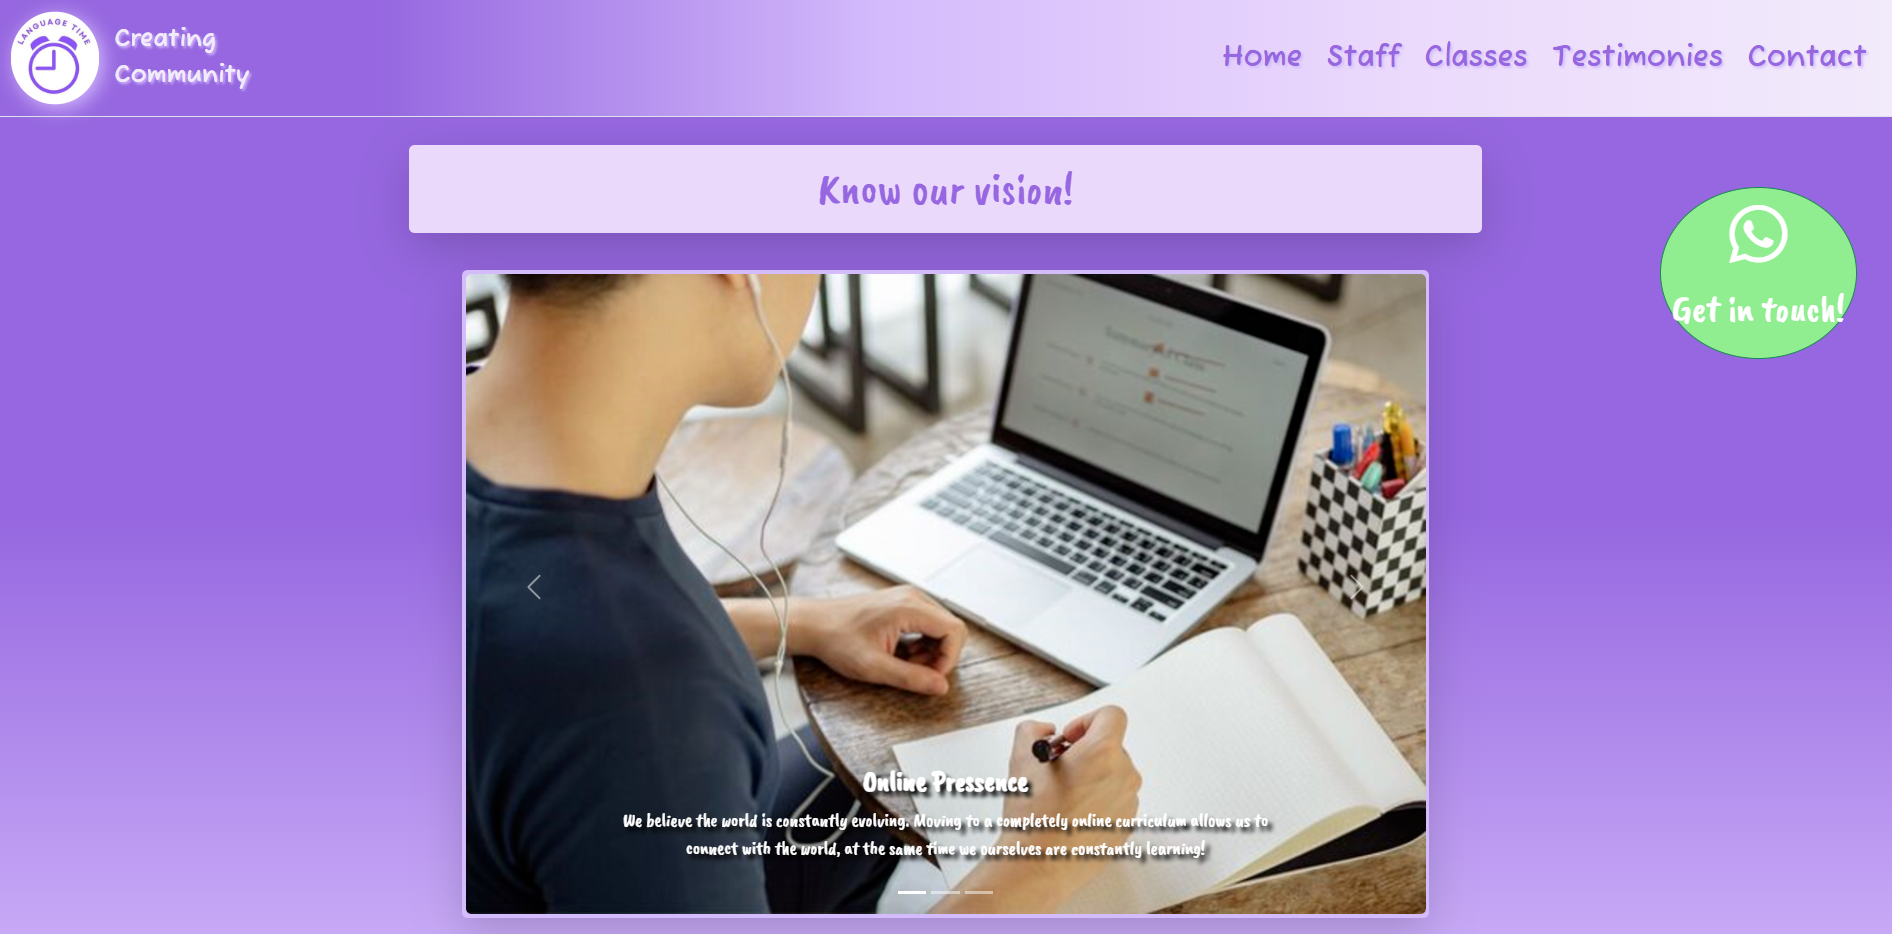 LANGUAGE TIME
Creating
Community
Home Staff Classes Testimonies Contact
Know our vision!
Get in touch!
Online Pressence
We believe the world is constantly evolving. Moving to a completely online curriculum allows us to
connect with the world, at the same time we ourselves are constantly learning!